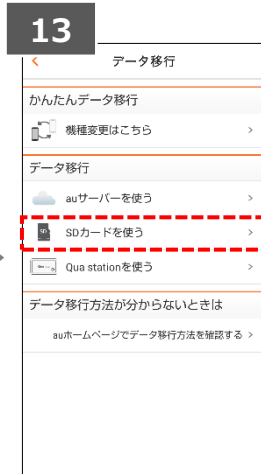 13
データ移行
かんたんデータ移行
機種変更はこちら
データ移行
auサーバーを使う
SDカードを使う
Qua stationを使う
データ移行方法が分からないときは
auホームページでデータ移行方法を確認する